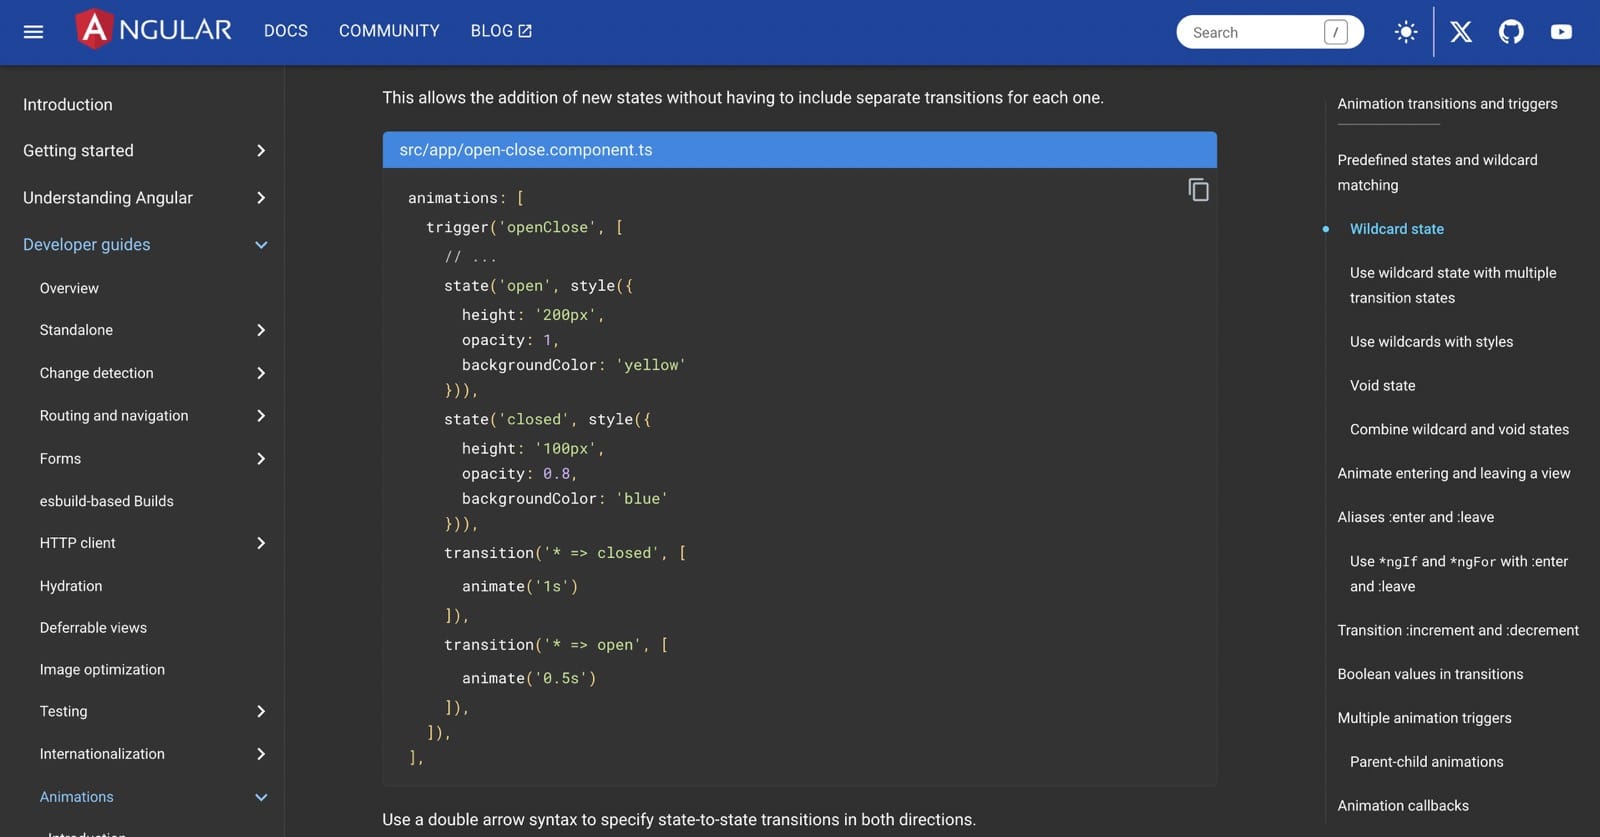 ANGULAR
DOCS
COMMUNITY
BLOG
Search
/
Introduction
Getting started
Understanding Angular
Developer guides
Overview
Standalone
Change detection
Routing and navigation
Forms
esbuild-based Builds
HTTP client
Hydration
Deferrable views
Image optimization
Testing
Internationalization
Animations
Introduction
This allows the addition of new states without having to include separate transitions for each one.
src/app/open-close.component.ts
animations: [
  trigger('openClose', [
    // ...
    state('open', style({
      height: '200px',
      opacity: 1,
      backgroundColor: 'yellow'
    })),
    state('closed', style({
      height: '100px',
      opacity: 0.8,
      backgroundColor: 'blue'
    })),
    transition('* => closed', [
      animate('1s')
    ]),
    transition('* => open', [
      animate('0.5s')
    ]),
  ]),
],
Use a double arrow syntax to specify state-to-state transitions in both directions.
Animation transitions and triggers
Predefined states and wildcard
matching
Wildcard state
Use wildcard state with multiple
transition states
Use wildcards with styles
Void state
Combine wildcard and void states
Animate entering and leaving a view
Aliases :enter and :leave
Use *ngIf and *ngFor with :enter
and :leave
Transition :increment and :decrement
Boolean values in transitions
Multiple animation triggers
Parent-child animations
Animation callbacks